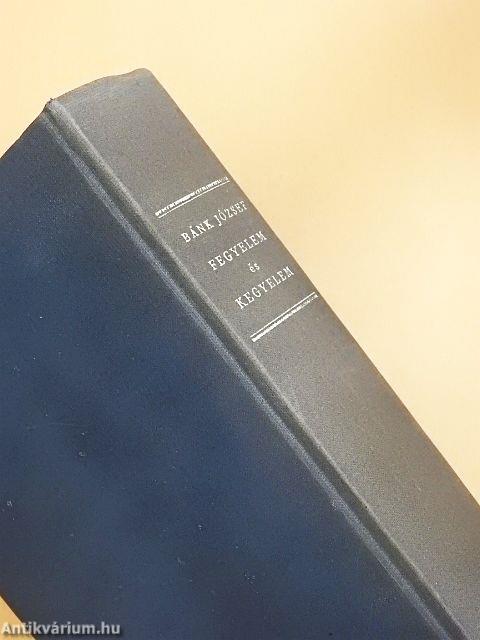 BÁNK JÓZSEF
FEGYELEM
és
KEGYELEM
Antikvárium.hu